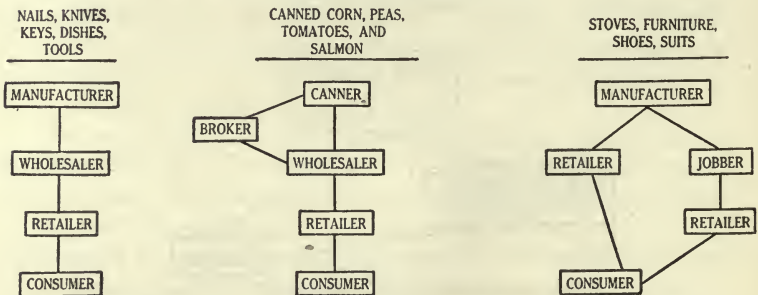 NAILS, KNIVES,
KEYS, DISHES,
TOOLS
MANUFACTURER
WHOLESALER
RETAILER
CONSUMER
CANNED CORN, PEAS,
TOMATOES, AND
SALMON
CANNER
BROKER
WHOLESALER
RETAILER
CONSUMER
STOVES, FURNITURE,
SHOES, SUITS
MANUFACTURER
RETAILER
JOBBER
RETAILER
CONSUMER